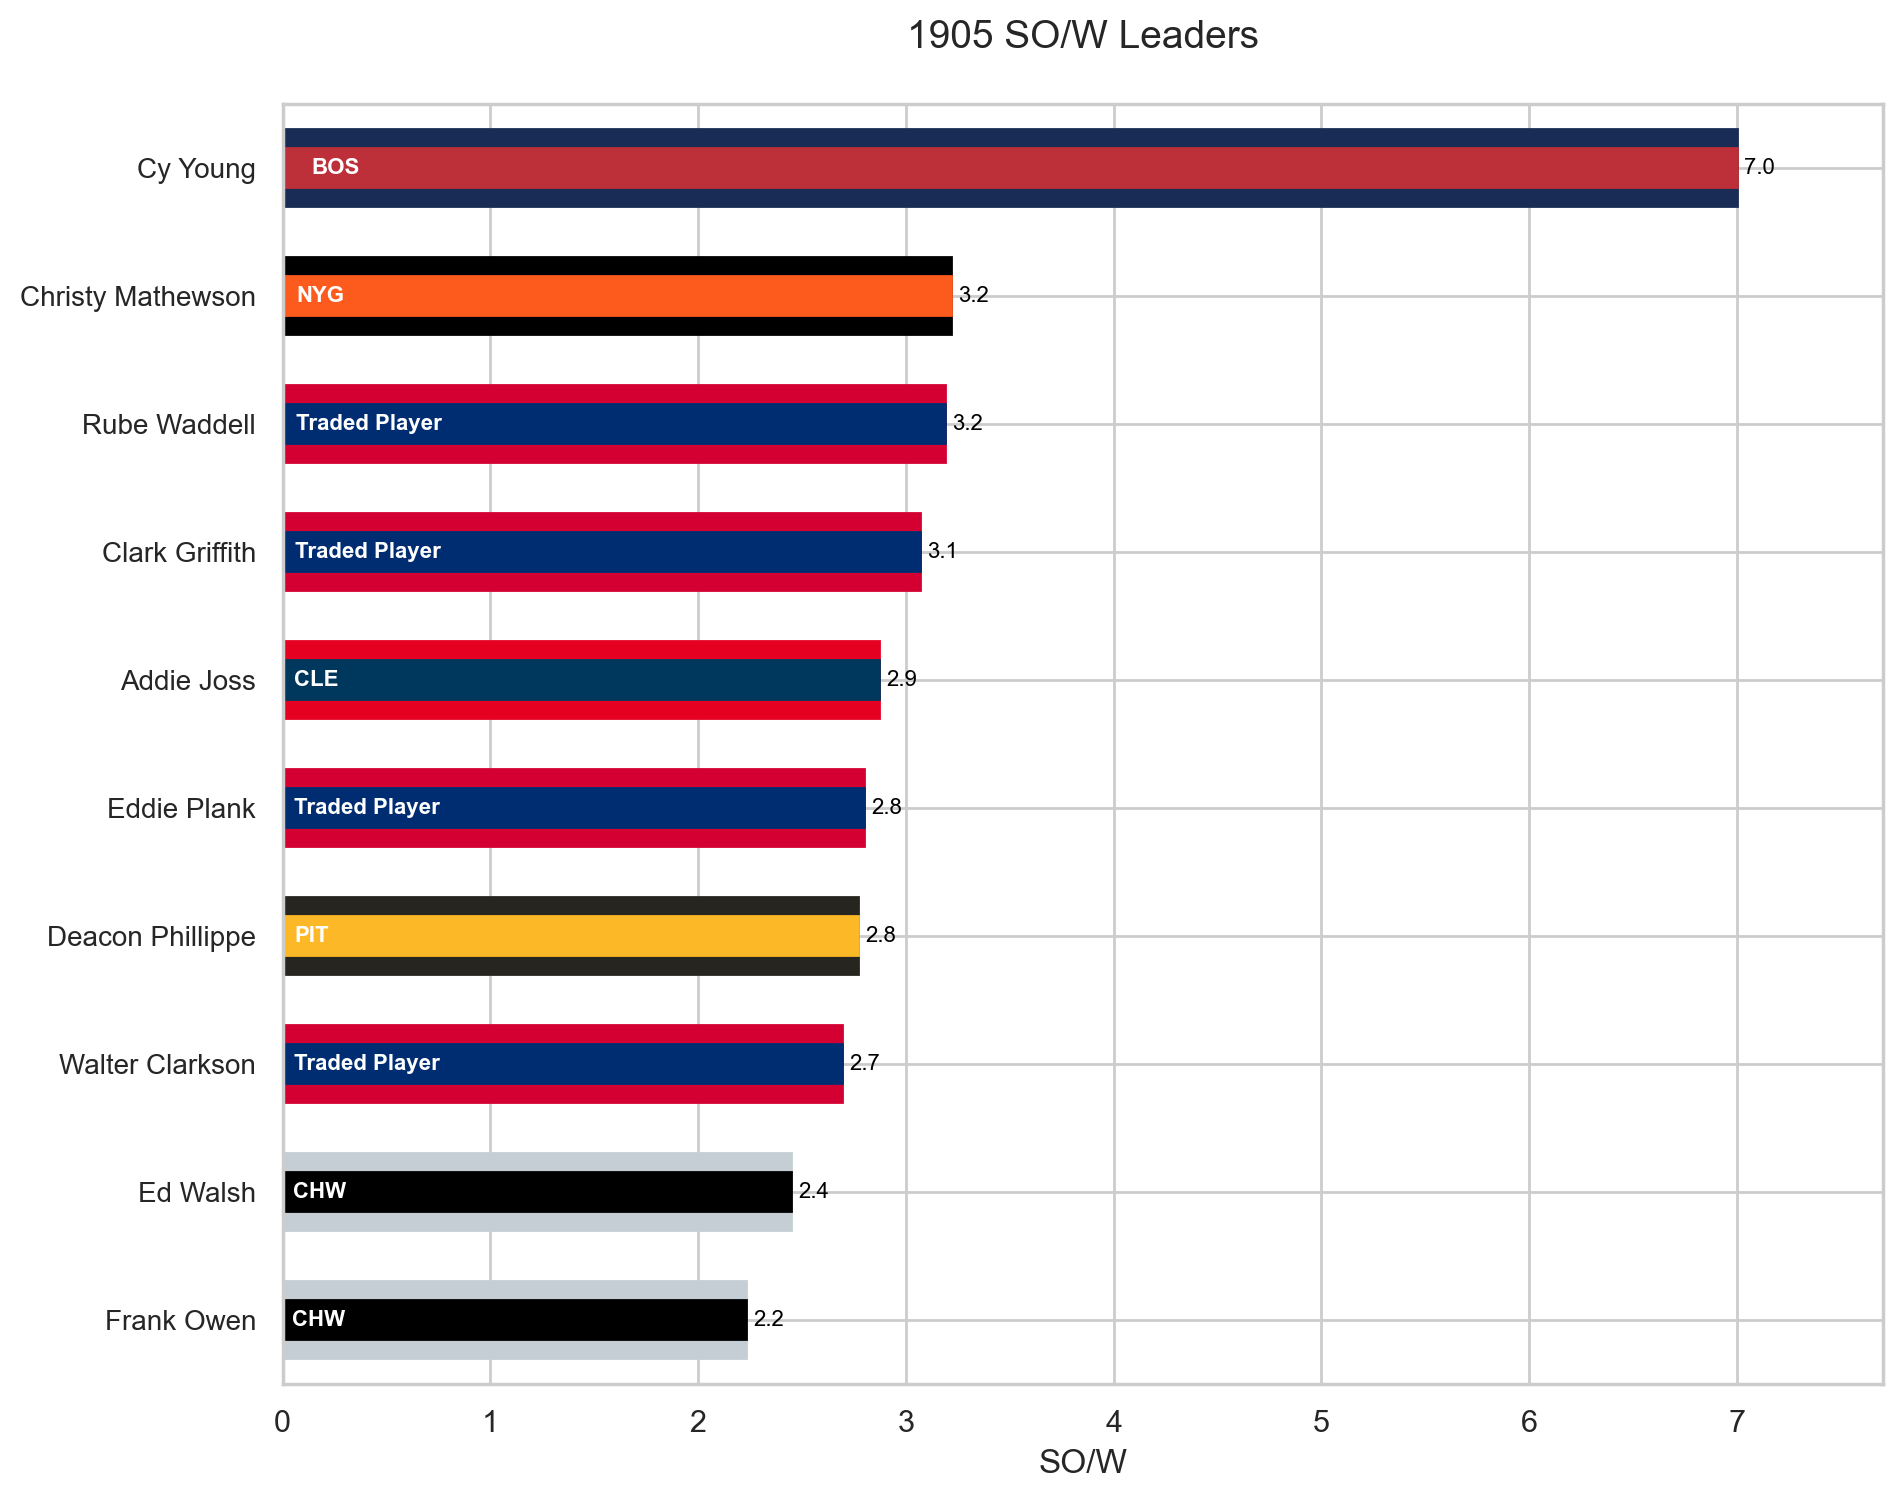 1905 SO/W Leaders
Cy Young
BOS
7.0
Christy Mathewson
NYG
3.2
Rube Waddell
Traded Player
3.2
Clark Griffith
Traded Player
3.1
Addie Joss
CLE
2.9
Eddie Plank
Traded Player
2.8
Deacon Phillippe
PIT
2.8
Walter Clarkson
Traded Player
2.7
Ed Walsh
CHW
2.4
Frank Owen
CHW
2.2
0 1 2 3 4 5 6 7
SO/W